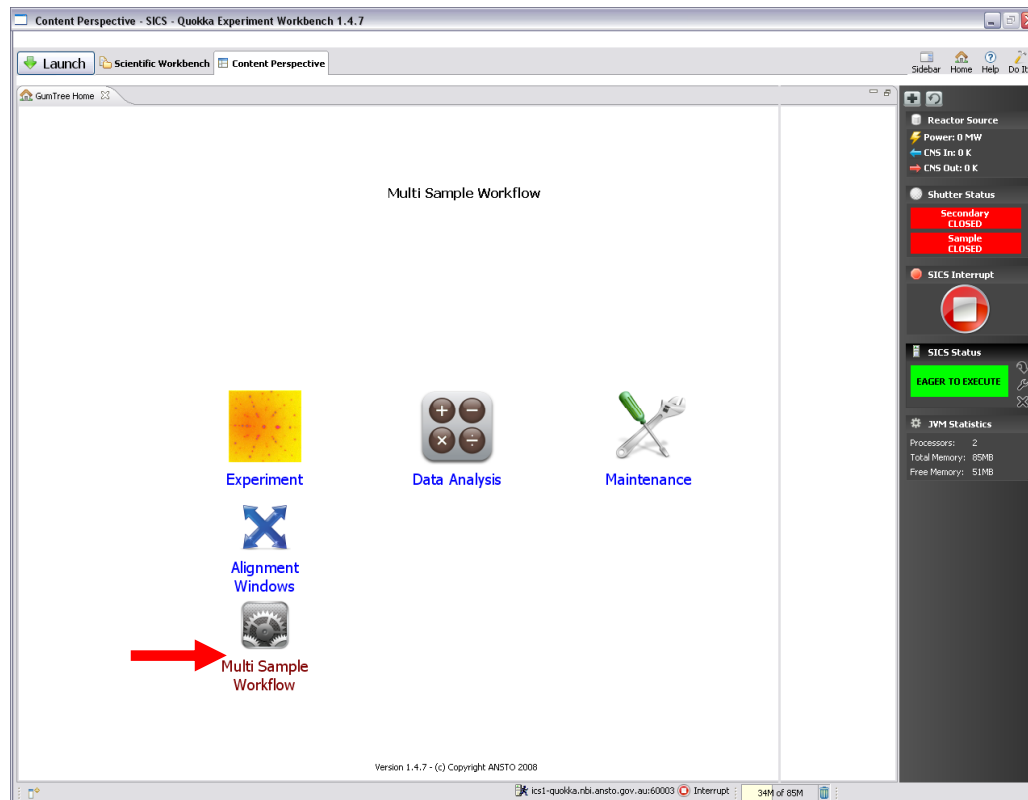 Content Perspective - SICS - Quokka Experiment Workbench 1.4.7
Launch
Scientific Workbench
Content Perspective
Sidebar
Home
Help
GumTree Home
Multi Sample Workflow
Experiment
Data Analysis
Maintenance
Alignment
Windows
Multi Sample
Workflow
Version 1.4.7 - (c) Copyright ANSTO 2008
Reactor Source
Power: 0 MW
CNS In: 0 K
CNS Out: 0 K
Shutter Status
Secondary
CLOSED
Sample
CLOSED
SICS Interrupt
SICS Status
EAGER TO EXECUTE
JVM Statistics
Processors: 2
Total Memory: 85MB
Free Memory: 51MB
ics1-quokka.nbi.ansto.gov.au:60003
Interrupt
34M of 85M